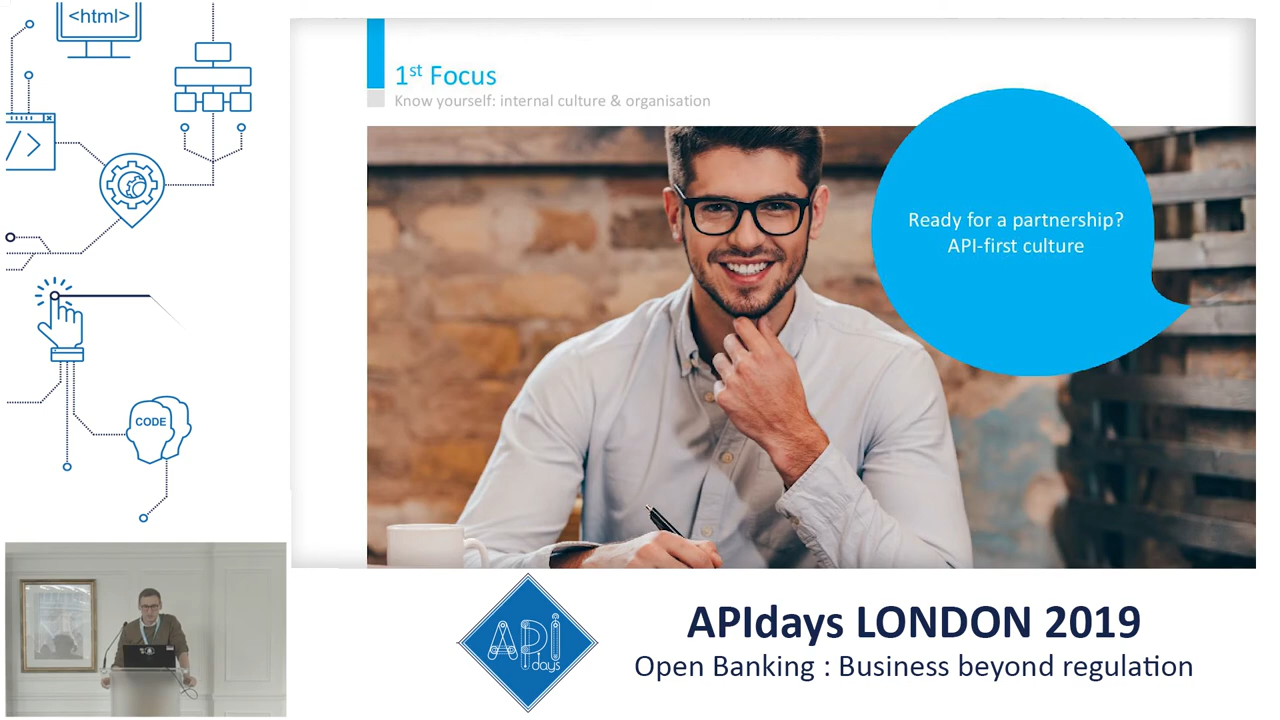 <html>
1st Focus
Know yourself: internal culture & organisation
Ready for a partnership?
API-first culture
</>
CODE
API
days
APIdays LONDON 2019
Open Banking : Business beyond regulation